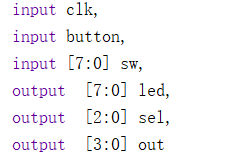 input clk,
input button,
input [7:0] sw,
output  [7:0] led,
output  [2:0] sel,
output  [3:0] out